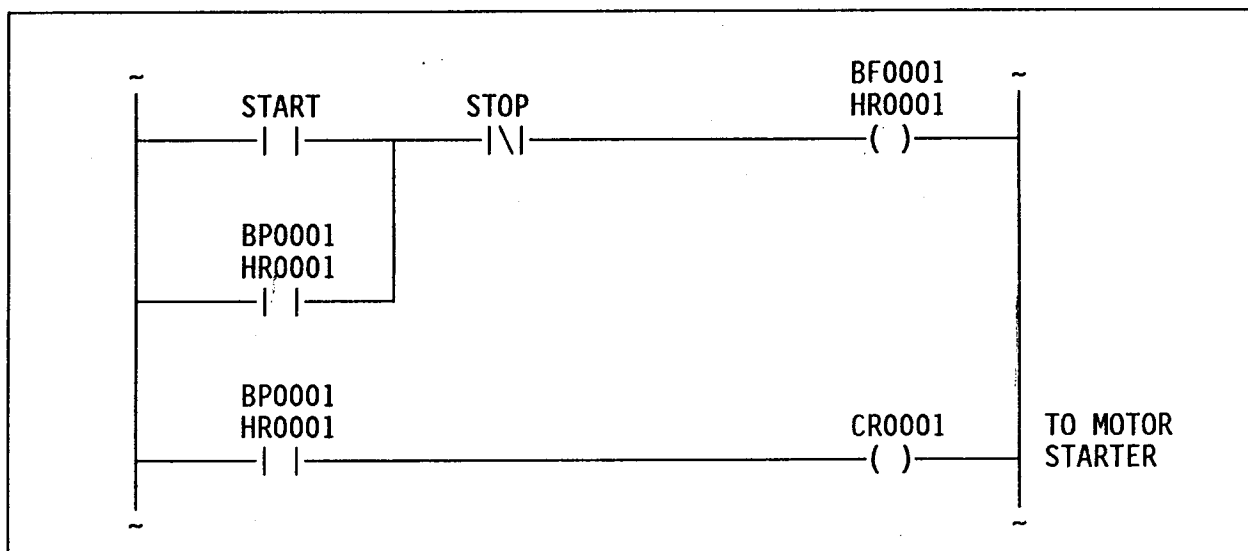 BF0001
START STOP HR0001
BP0001
HR0001
BP0001
HR0001 CR0001 TO MOTOR
STARTER